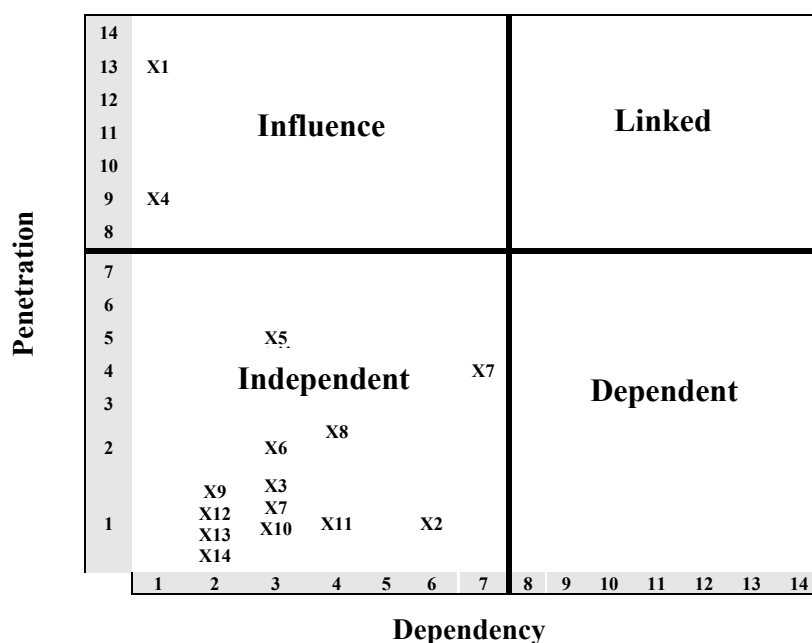 14
13 X1
12
11 Influence Linked
10
9 X4
8
Penetration
7
6
5 X5
4 Independent X7
3 Dependent
X8
2 X6
X9 X3
X12 X7
1 X13 X10 X11 X2
X14
1 2 3 4 5 6 7 8 9 10 11 12 13 14
Dependency